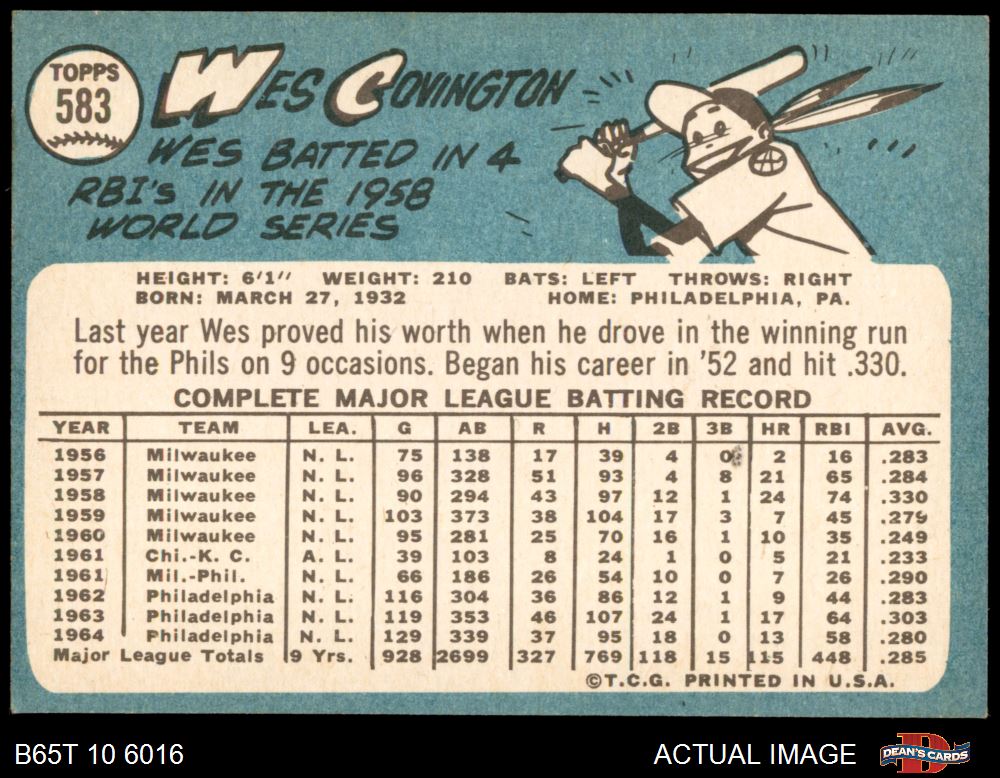 TOPPS
583
WES COVINGTON
WES BATTED IN 4
RBI'S IN THE 1958
WORLD SERIES
HEIGHT: 6'1" WEIGHT: 210 BATS: LEFT THROWS: RIGHT
BORN: MARCH 27, 1932 HOME: PHILADELPHIA, PA.
Last year Wes proved his worth when he drove in the winning run
for the Phils on 9 occasions. Began his career in '52 and hit .330.
COMPLETE MAJOR LEAGUE BATTING RECORD
YEAR TEAM LEA. G AB R H 2B 3B HR RBI AVG.
1956 Milwaukee N. L. 75 138 17 39 4 0 2 16 .283
1957 Milwaukee N. L. 96 328 51 93 4 8 21 65 .284
1958 Milwaukee N. L. 90 294 43 97 12 1 24 74 .330
1959 Milwaukee N. L. 103 373 38 104 17 3 7 45 .279
1960 Milwaukee N. L. 95 281 25 70 16 1 10 35 .249
1961 Chi.-K. C. A. L. 39 103 8 24 1 0 5 21 .233
1961 Mil.-Phil. N. L. 66 186 26 54 10 0 7 26 .290
1962 Philadelphia N. L. 116 304 36 86 12 1 9 44 .283
1963 Philadelphia N. L. 119 353 46 107 24 1 17 64 .303
1964 Philadelphia N. L. 129 339 37 95 18 0 13 58 .280
Major League Totals 9 Yrs. 928 2699 327 769 118 15 115 448 .285
©T.C.G. PRINTED IN U.S.A.
B65T 10 6016 ACTUAL IMAGE DEAN'S CARDS